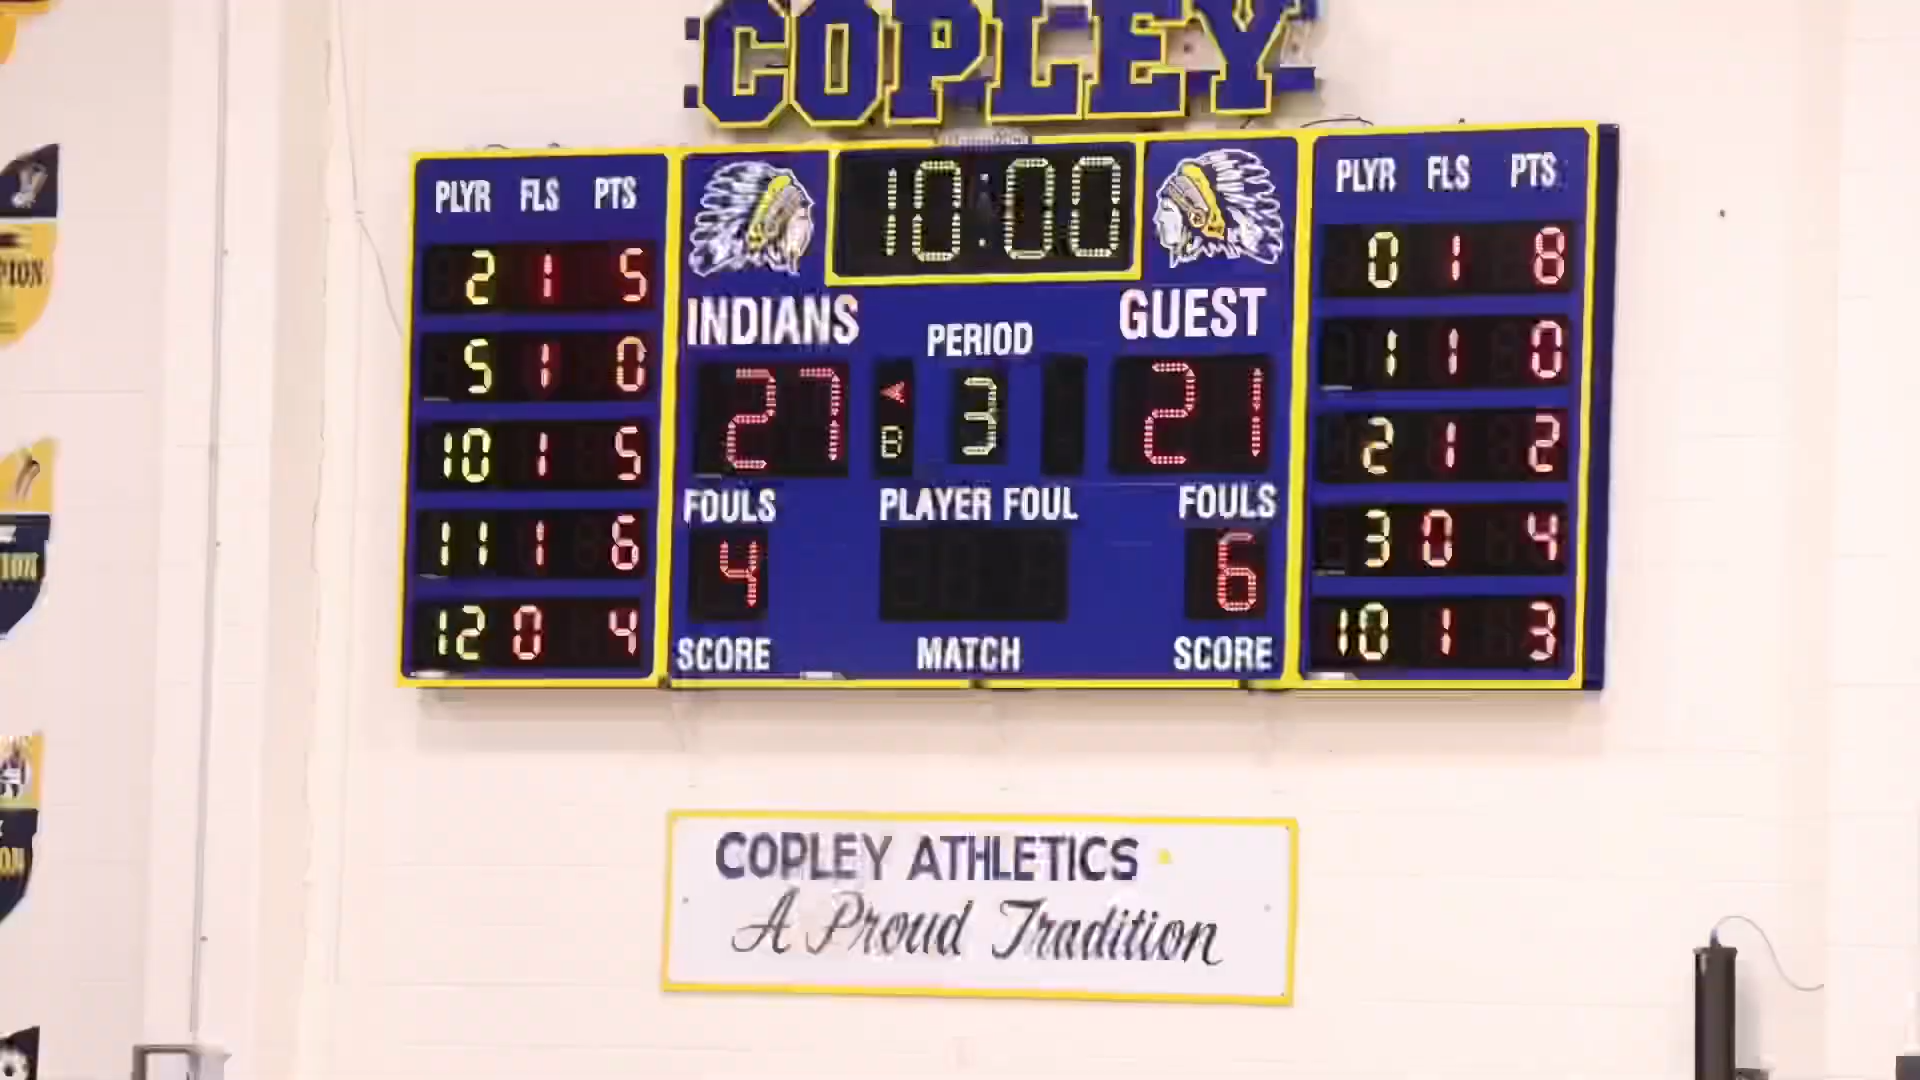 COPLEY
PLYR FLS PTS
2 1 5
5 1 0
10 1 5
11 1 6
12 0 4
10:00
INDIANS
PERIOD
GUEST
27
B
3
21
FOULS
PLAYER FOUL
FOULS
4
6
SCORE
MATCH
SCORE
PLYR FLS PTS
0 1 8
1 1 0
2 1 2
3 0 4
10 1 3
COPLEY ATHLETICS
A Proud Tradition